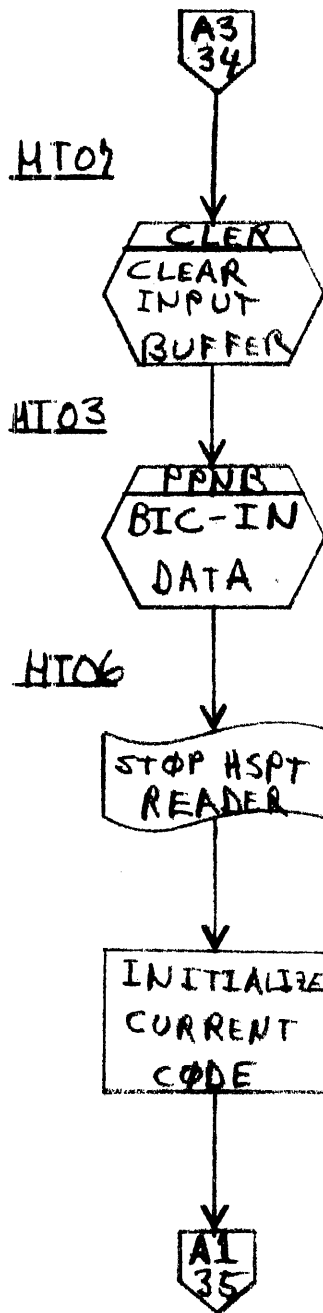 A3
34
HT07
CLER
CLEAR
INPUT
BUFFER
HT03
PPNB
BIC-IN
DATA
HT06
STØP HSPT
READER
INITIALIZE
CURRENT
CØDE
A1
35